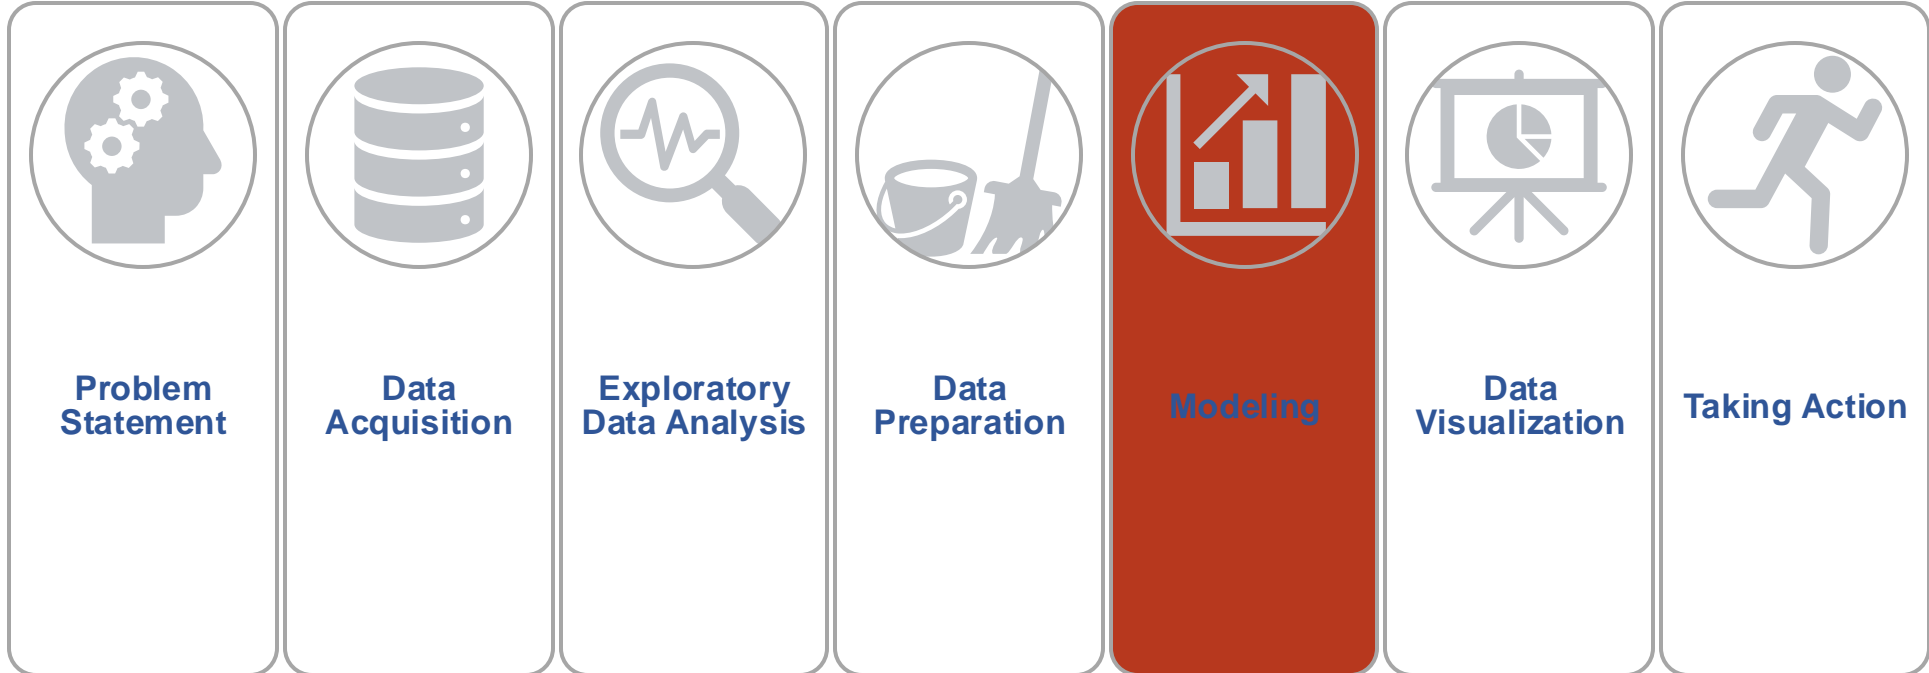 Problem
Statement
Data
Acquisition
Exploratory
Data Analysis
Data
Preparation
Modeling
Data
Visualization
Taking Action